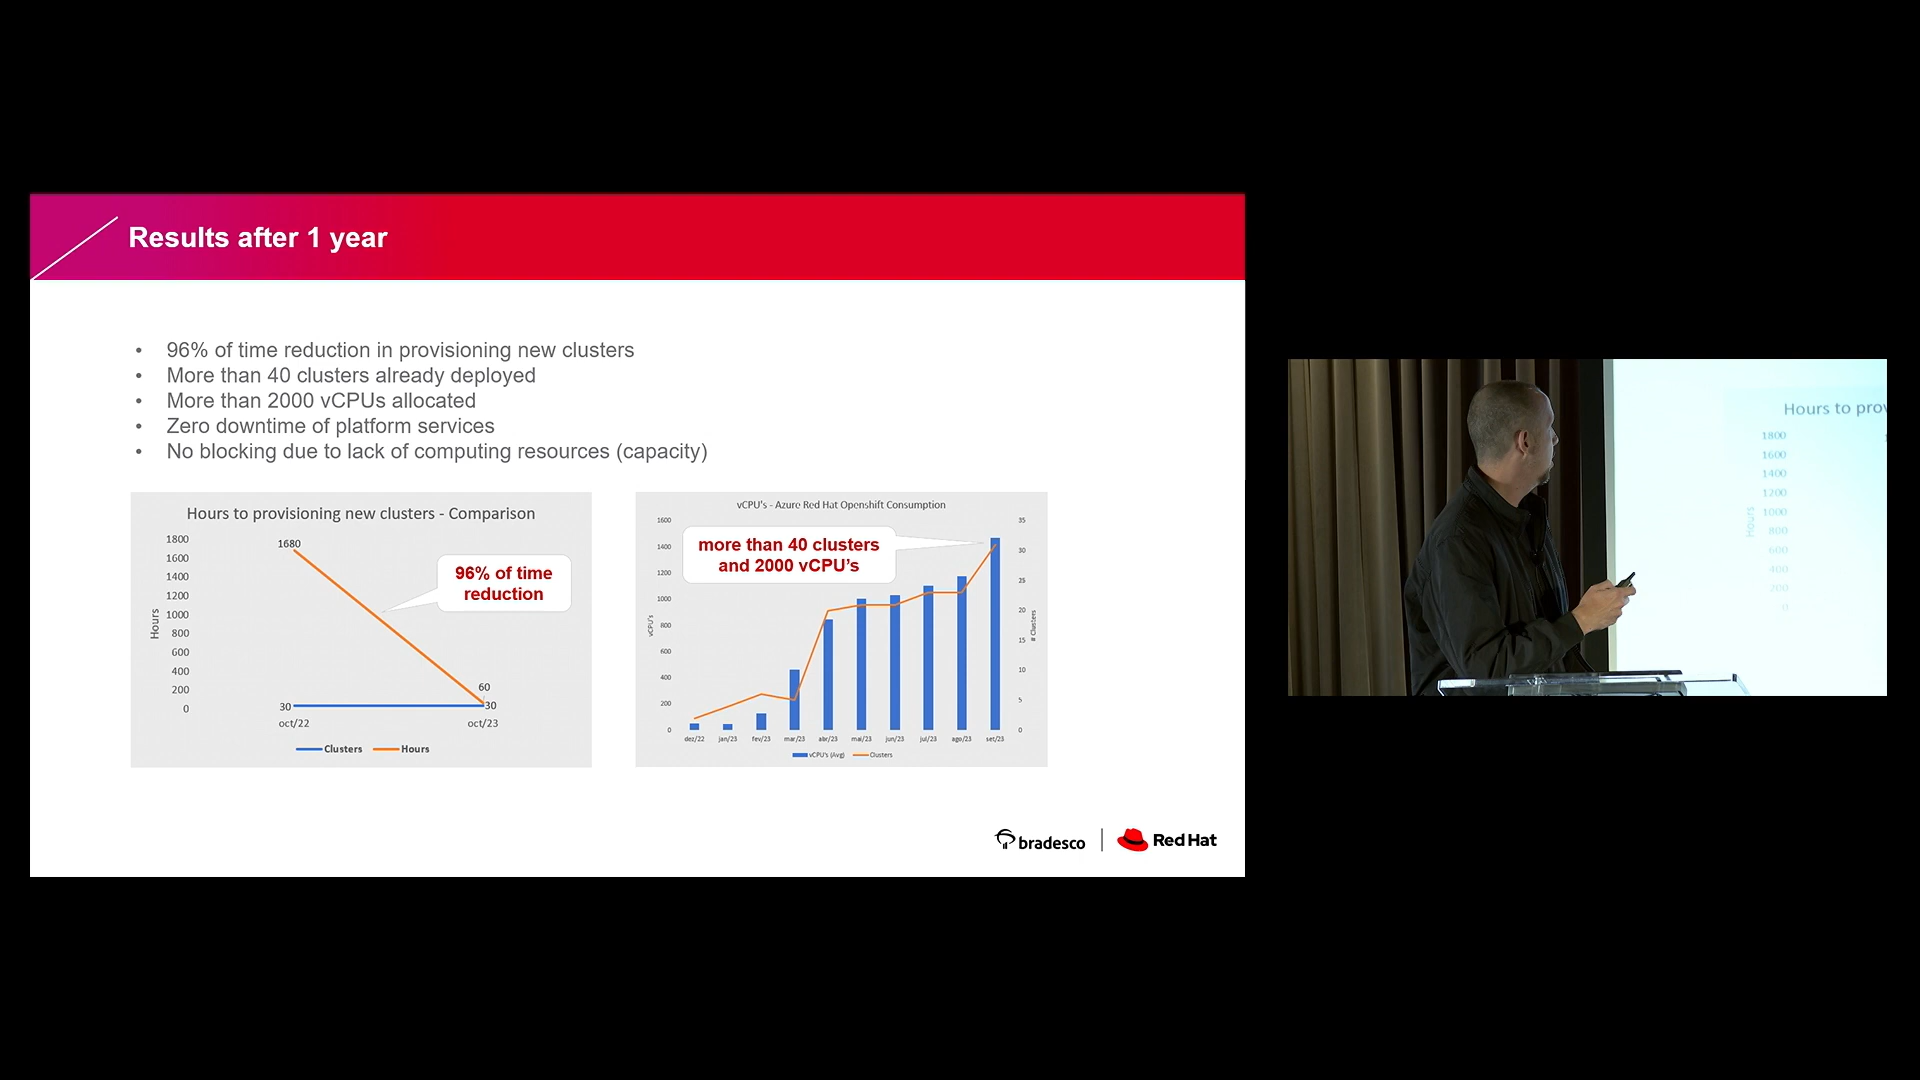 Results after 1 year
• 96% of time reduction in provisioning new clusters
• More than 40 clusters already deployed
• More than 2000 vCPUs allocated
• Zero downtime of platform services
• No blocking due to lack of computing resources (capacity)
Hours to provisioning new clusters - Comparison
1800
1600
1400
1200
1000
800
600
400
200
0
Hours
1680
96% of time
reduction
60
30
30
oct/22
oct/23
Clusters
Hours
vCPU's - Azure Red Hat Openshift Consumption
1600
1400
1200
1000
800
600
400
200
0
vCPU's
more than 40 clusters
and 2000 vCPU’s
35
30
25
20
15
10
5
0
# Clusters
dez/22
jan/23
fev/23
mar/23
abr/23
mai/23
jun/23
jul/23
ago/23
set/23
vCPU's (Avg)
Clusters
bradesco
Red Hat
Hours to prov
1800
1600
1400
1200
1000
800
600
400
200
0
Hours